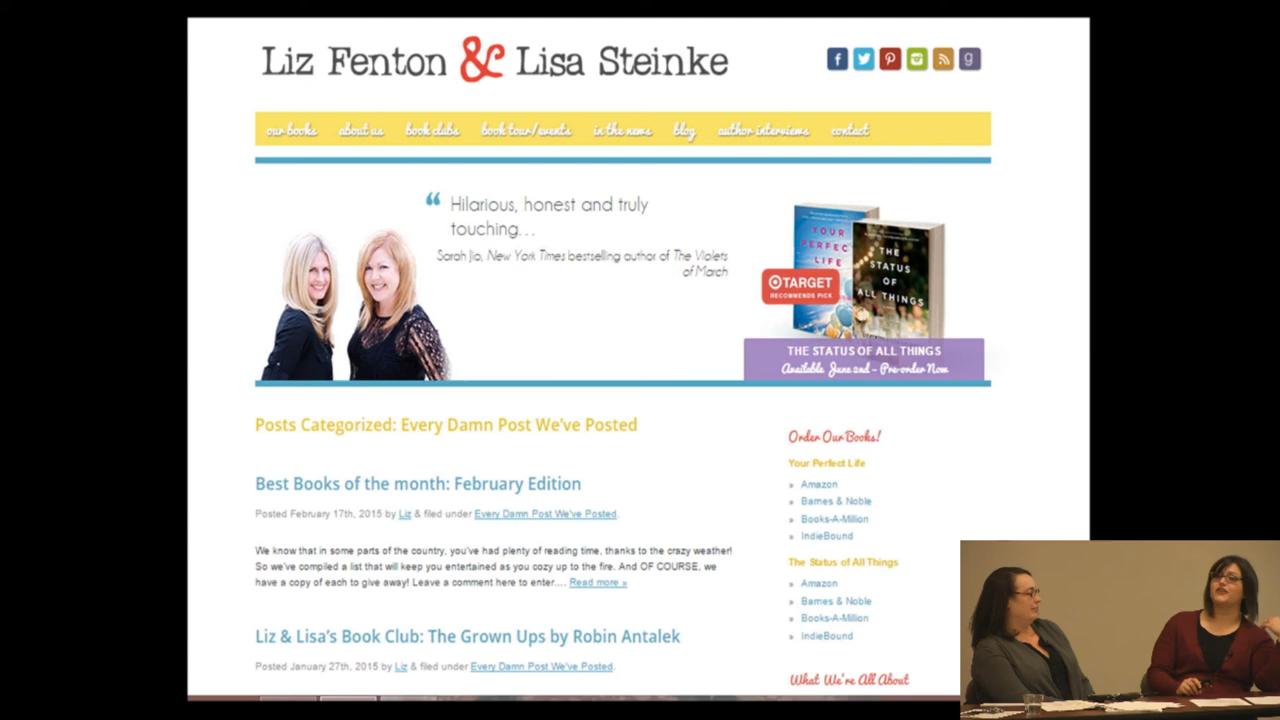 Liz Fenton & Lisa Steinke
f
g
our books about us book clubs book tour/events in the news blog author interviews contact
“ Hilarious, honest and truly
touching...
Sarah Jio, New York Times bestselling author of The Violets
of March
YOUR
PERFEC
LIFE
THE
STATUS
OF
ALL THINGS
TARGET
RECOMMENDS PICK
THE STATUS OF ALL THINGS
Available June 2nd – Pre-order Now
Posts Categorized: Every Damn Post We've Posted
Best Books of the month: February Edition
Posted February 17th, 2015 by Liz & filed under Every Damn Post We've Posted.
We know that in some parts of the country, you've had plenty of reading time, thanks to the crazy weather!
So we've compiled a list that will keep you entertained as you cozy up to the fire. And OF COURSE, we
have a copy of each to give away! Leave a comment here to enter.... Read more »
Liz & Lisa's Book Club: The Grown Ups by Robin Antalek
Posted January 27th, 2015 by Liz & filed under Every Damn Post We've Posted.
Order Our Books!
Your Perfect Life
» Amazon
» Barnes & Noble
» Books-A-Million
» IndieBound
The Status of All Things
» Amazon
» Barnes & Noble
» Books-A-Million
» IndieBound
What We're All About